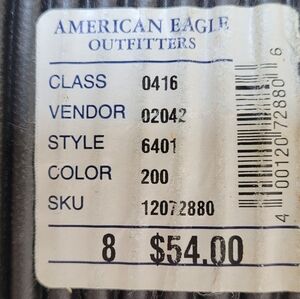 AMERICAN EAGLE
OUTFITTERS
CLASS 0416
VENDOR 02042
STYLE 6401
COLOR 200
SKU 12072880
8 $54.00
4 00120 72880 6